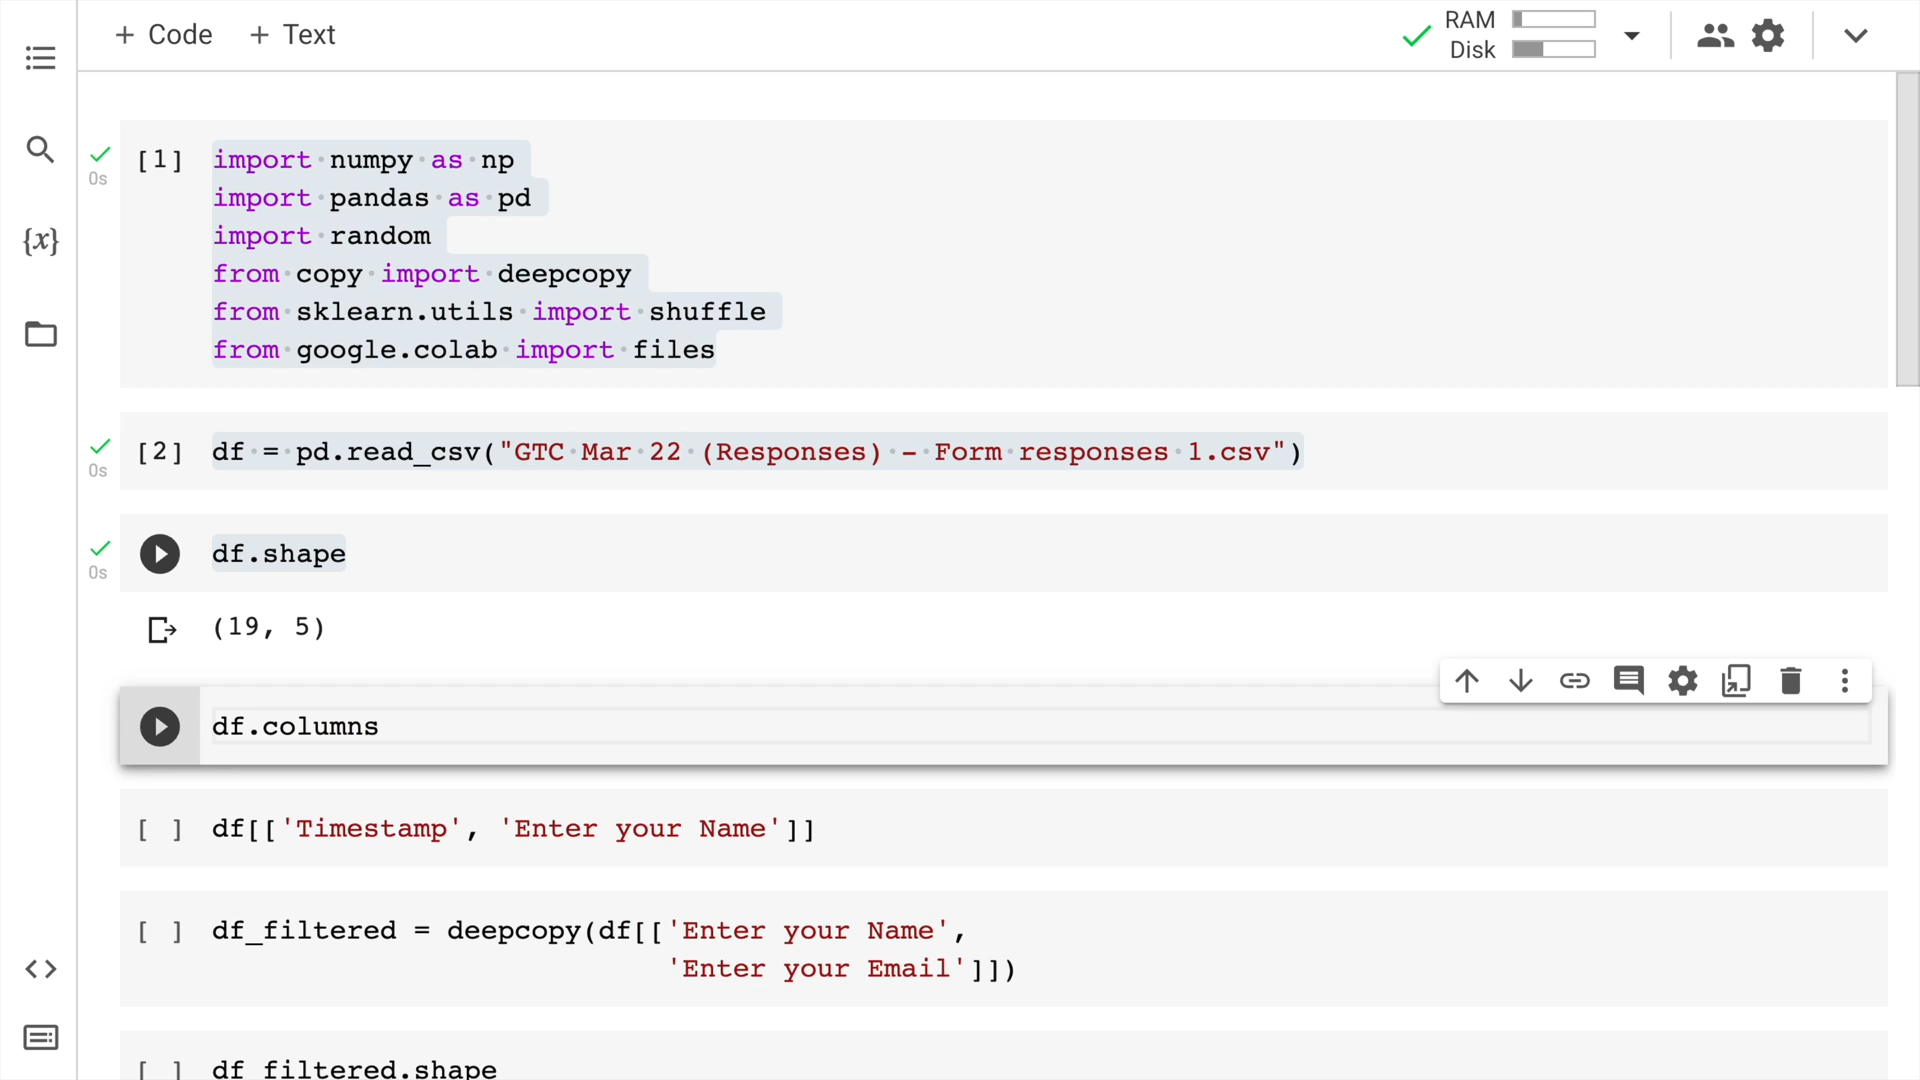 + Code + Text
RAM
Disk
[1] import numpy as np
import pandas as pd
import random
from copy import deepcopy
from sklearn.utils import shuffle
from google.colab import files
0s
[2] df = pd.read_csv("GTC Mar 22 (Responses) - Form responses 1.csv")
0s
df.shape
0s
(19, 5)
df.columns
[ ] df[['Timestamp', 'Enter your Name']]
[ ] df_filtered = deepcopy(df[['Enter your Name',
'Enter your Email']])
[ ] df_filtered.shape
{x}